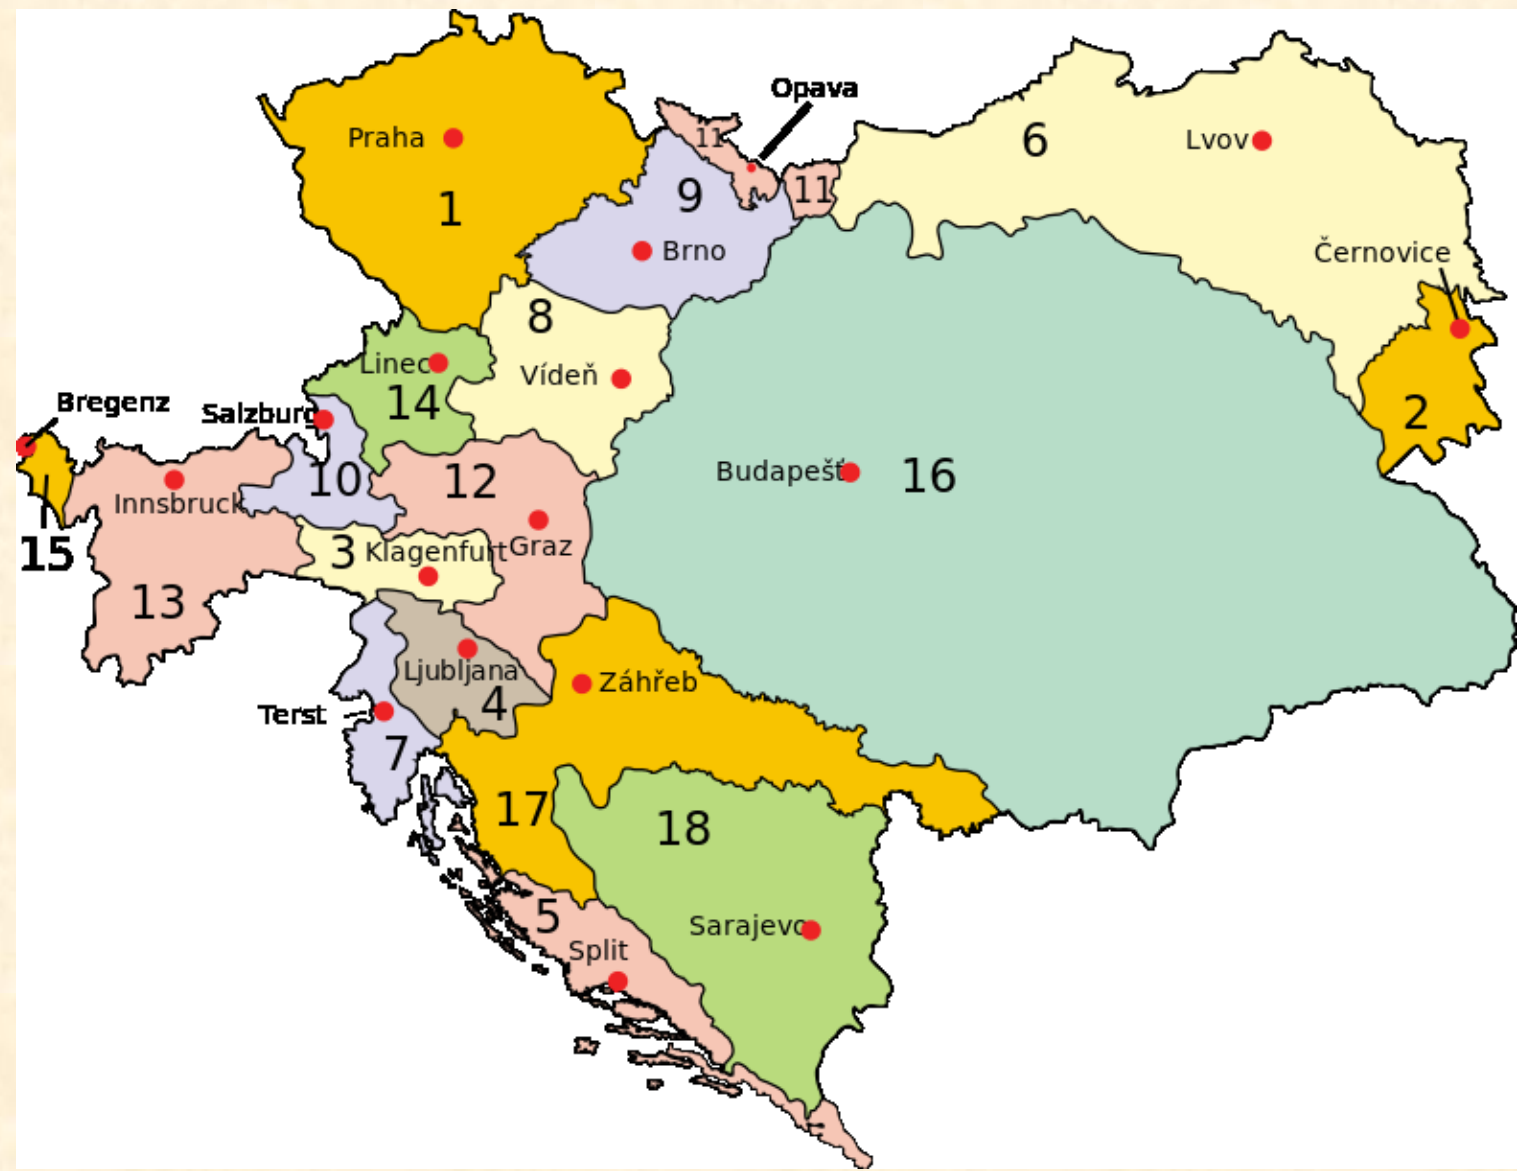 Opava
Praha
11
6
Lvov
1
9
11
Brno
Černovice
8
Linec
Vídeň
14
2
Bregenz
Salzburg
Budapešť
16
10
12
Innsbruck
15
3
Klagenfurt
Graz
13
Ljubljana
Záhřeb
4
Terst
7
17
18
5
Sarajevo
Split